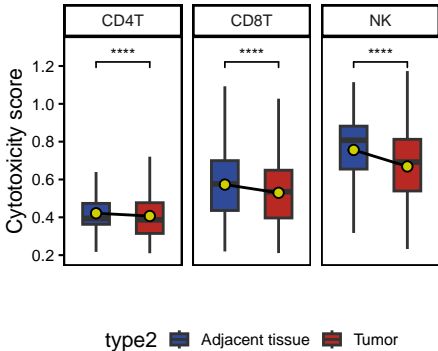 CD4T CD8T NK
**** **** ****
Cytotoxicity score
1.2
1.0
0.8
0.6
0.4
0.2
type2 Adjacent tissue Tumor